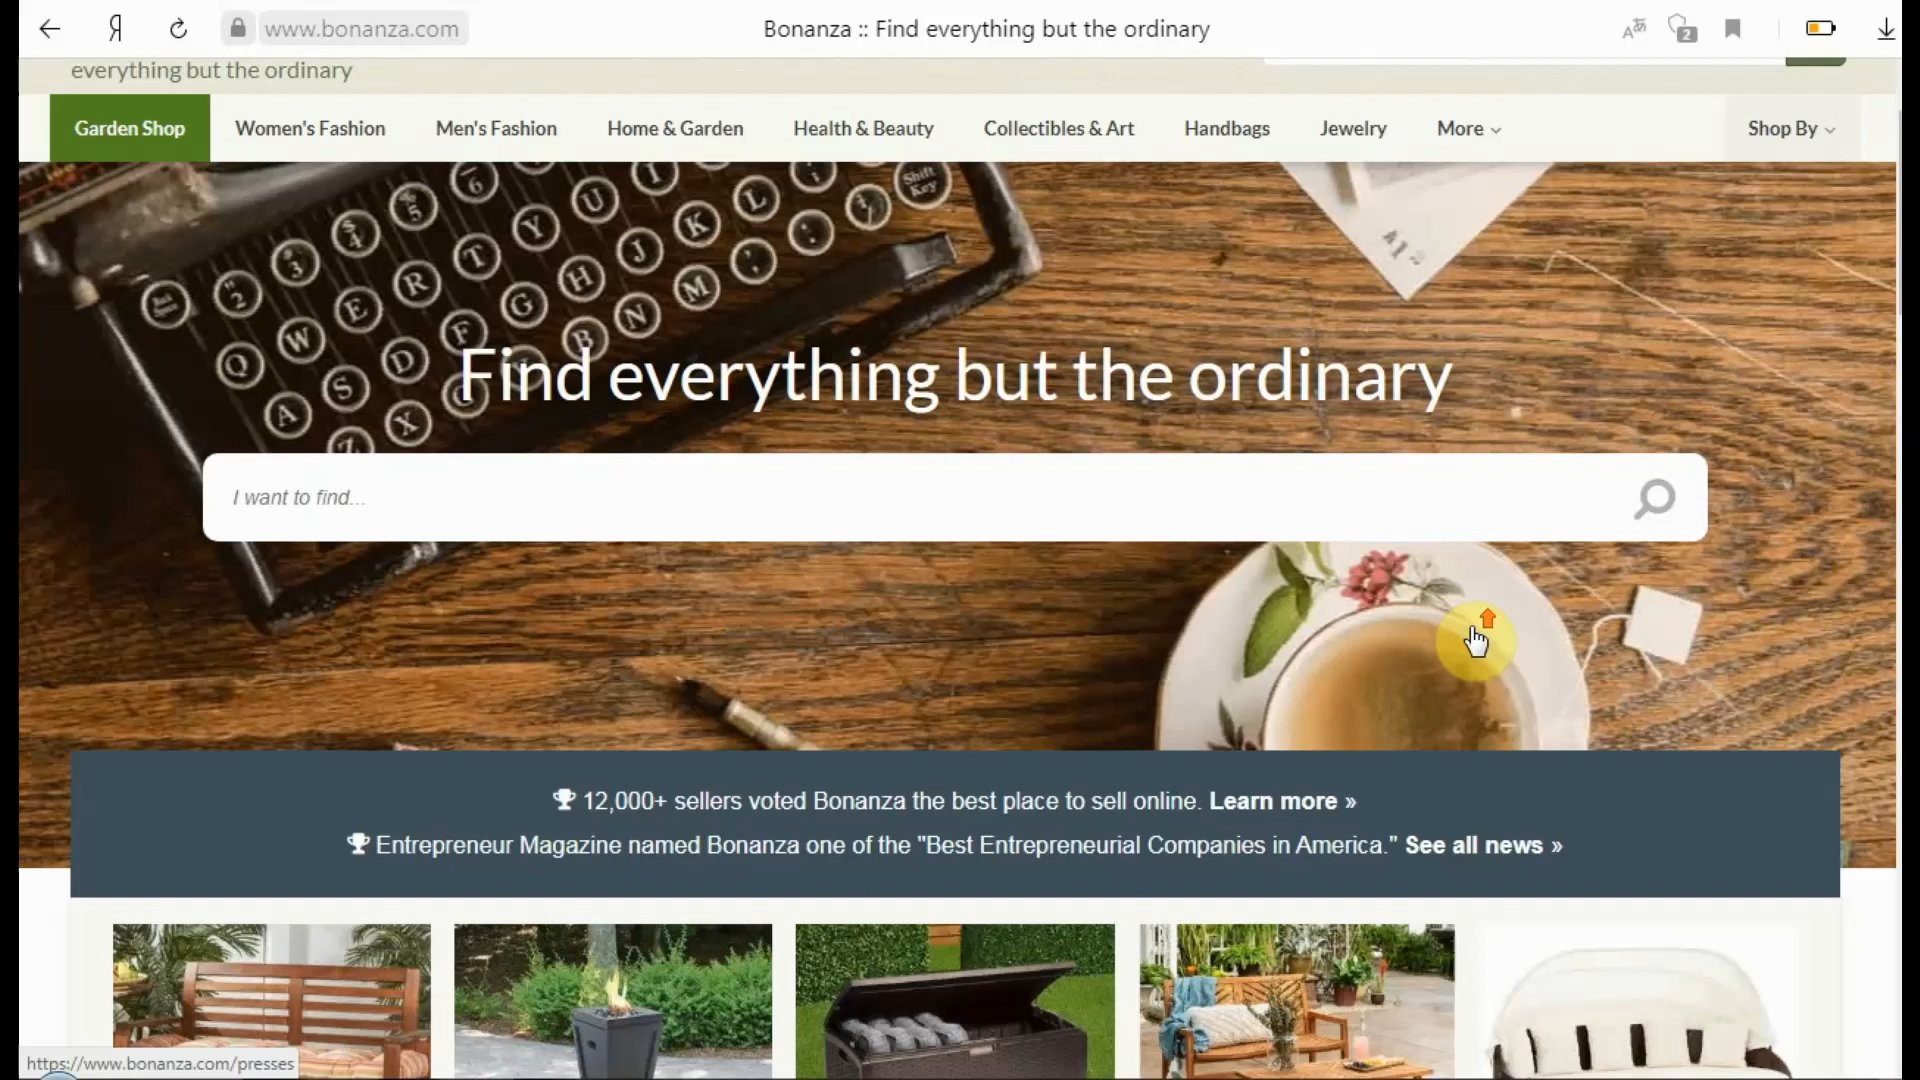 www.bonanza.com
Bonanza :: Find everything but the ordinary
2
everything but the ordinary
Garden Shop
Women's Fashion
Men's Fashion
Home & Garden
Health & Beauty
Collectibles & Art
Handbags
Jewelry
More
Shop By
Find everything but the ordinary
I want to find...
12,000+ sellers voted Bonanza the best place to sell online. Learn more »
Entrepreneur Magazine named Bonanza one of the "Best Entrepreneurial Companies in America." See all news »
https://www.bonanza.com/presses